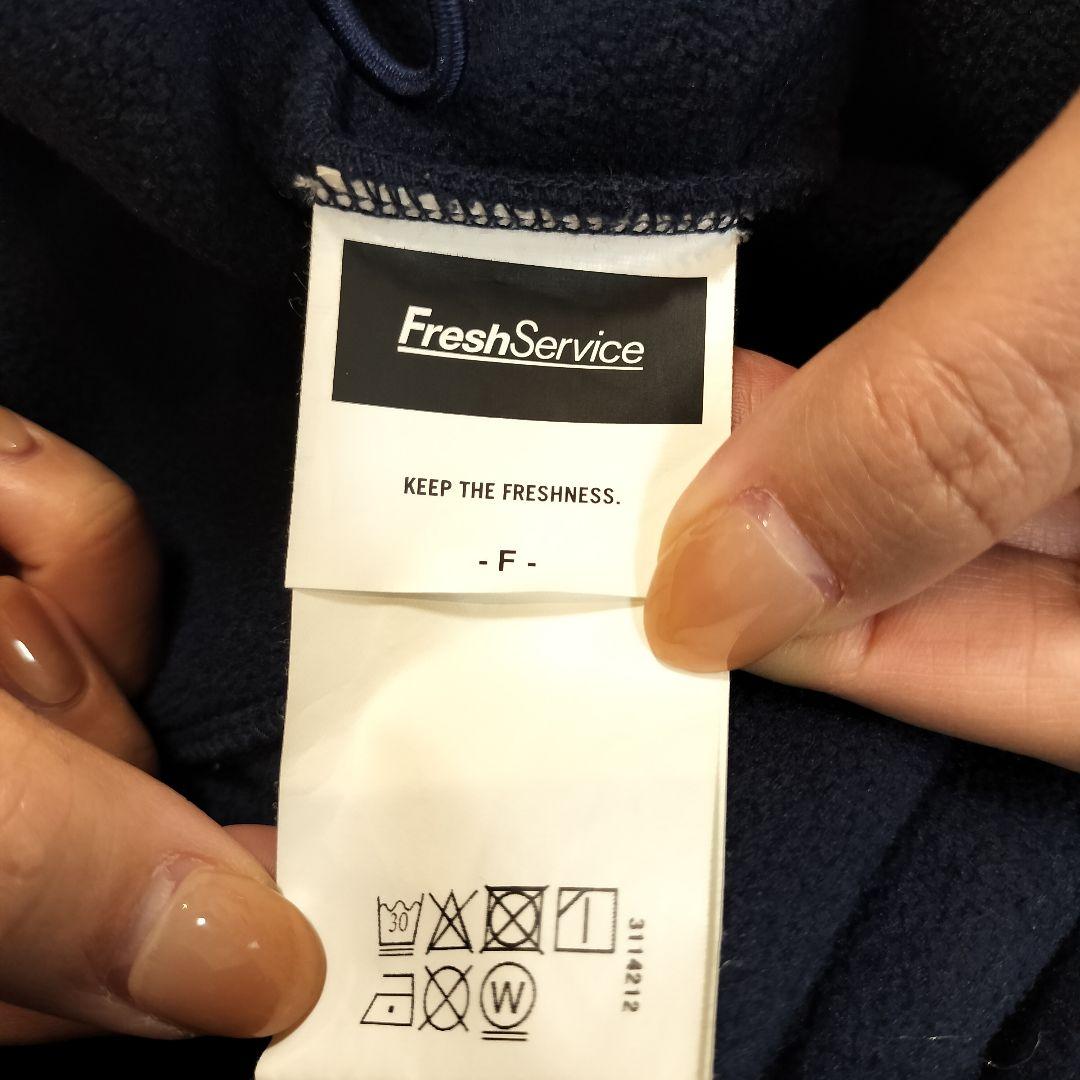 FreshService
KEEP THE FRESHNESS.
- F -
30
W
3114212